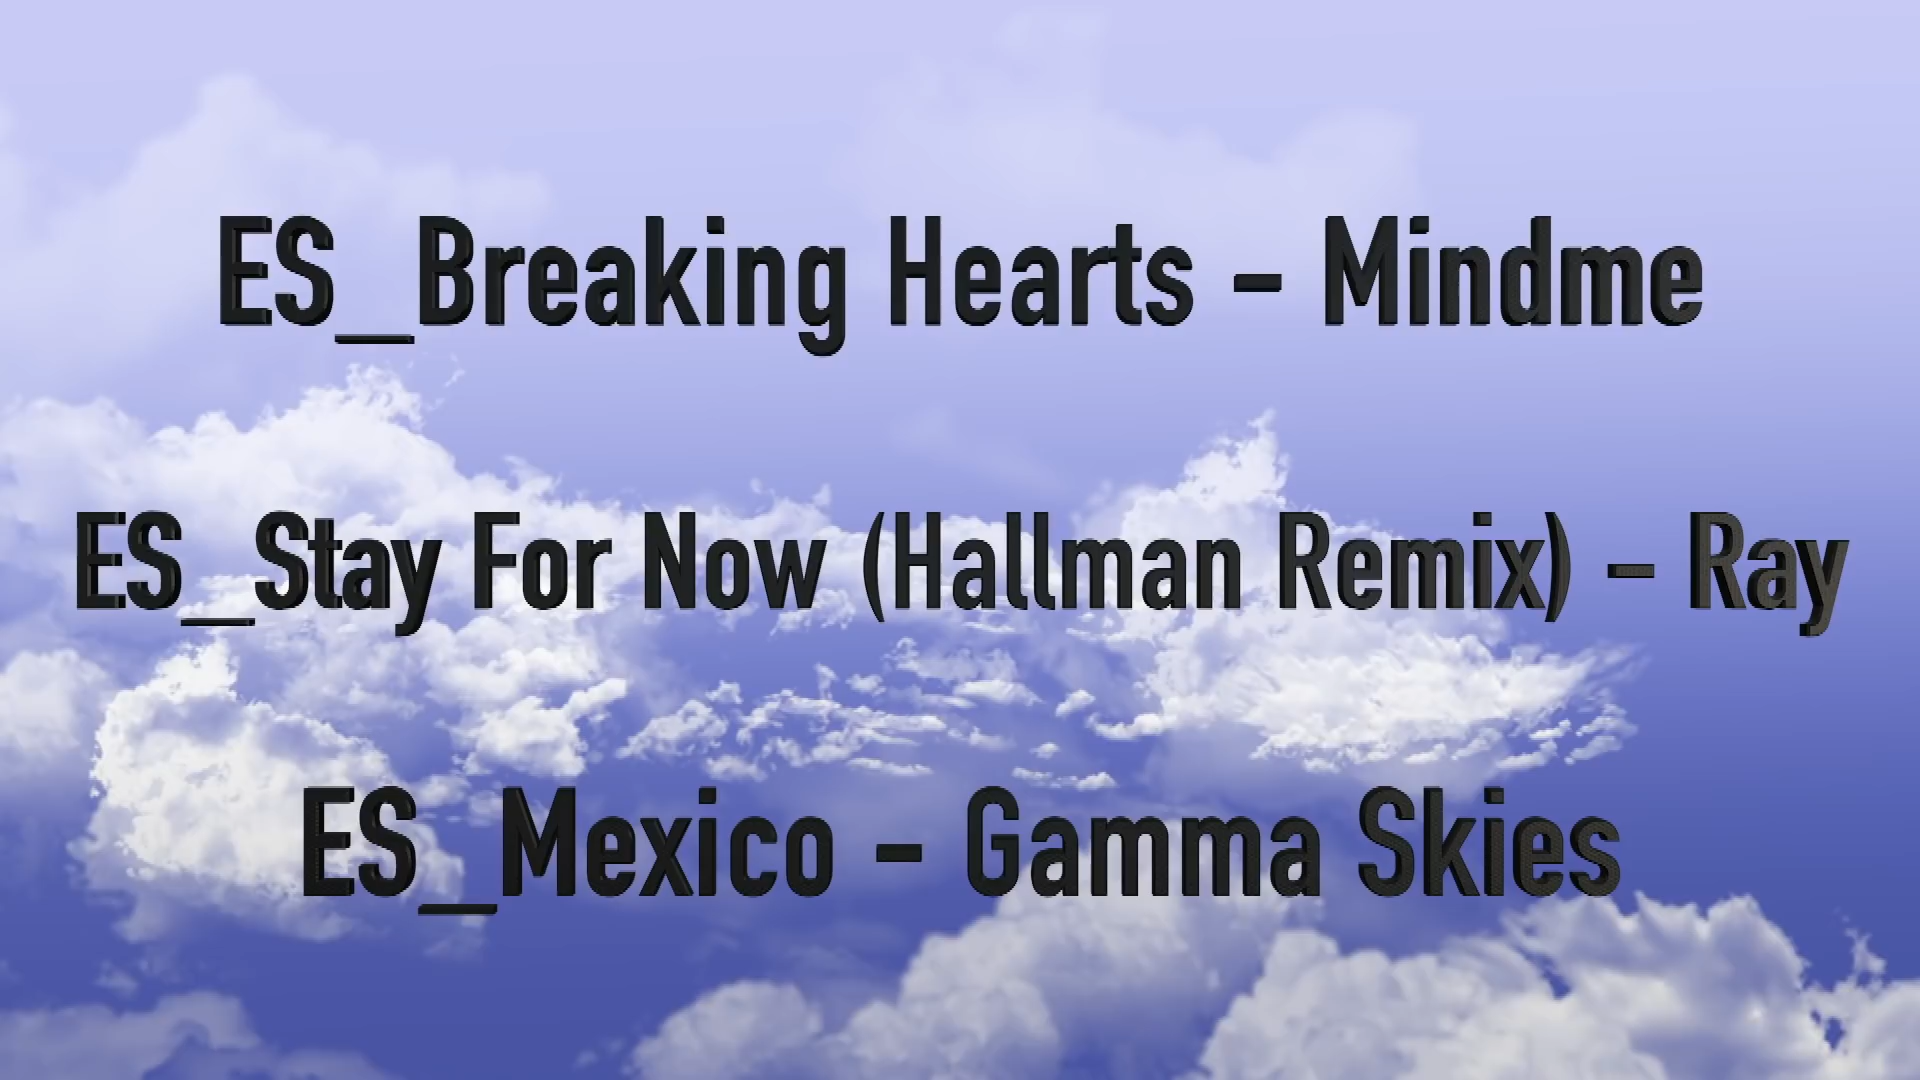 ES_Breaking Hearts – Mindme
ES_Stay For Now (Hallman Remix) – Ray
ES_Mexico – Gamma Skies